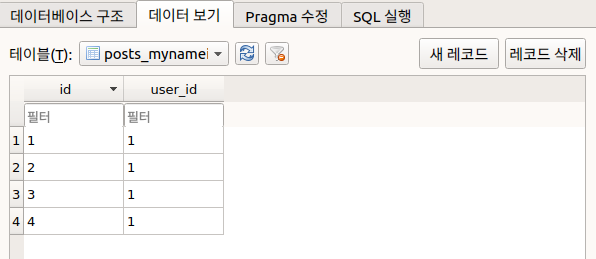 데이터베이스 구조 데이터 보기 Pragma 수정 SQL 실행
테이블(T): posts_mynamei 새 레코드 레코드 삭제
id user_id
필터 필터
1 1 1
2 2 1
3 3 1
4 4 1